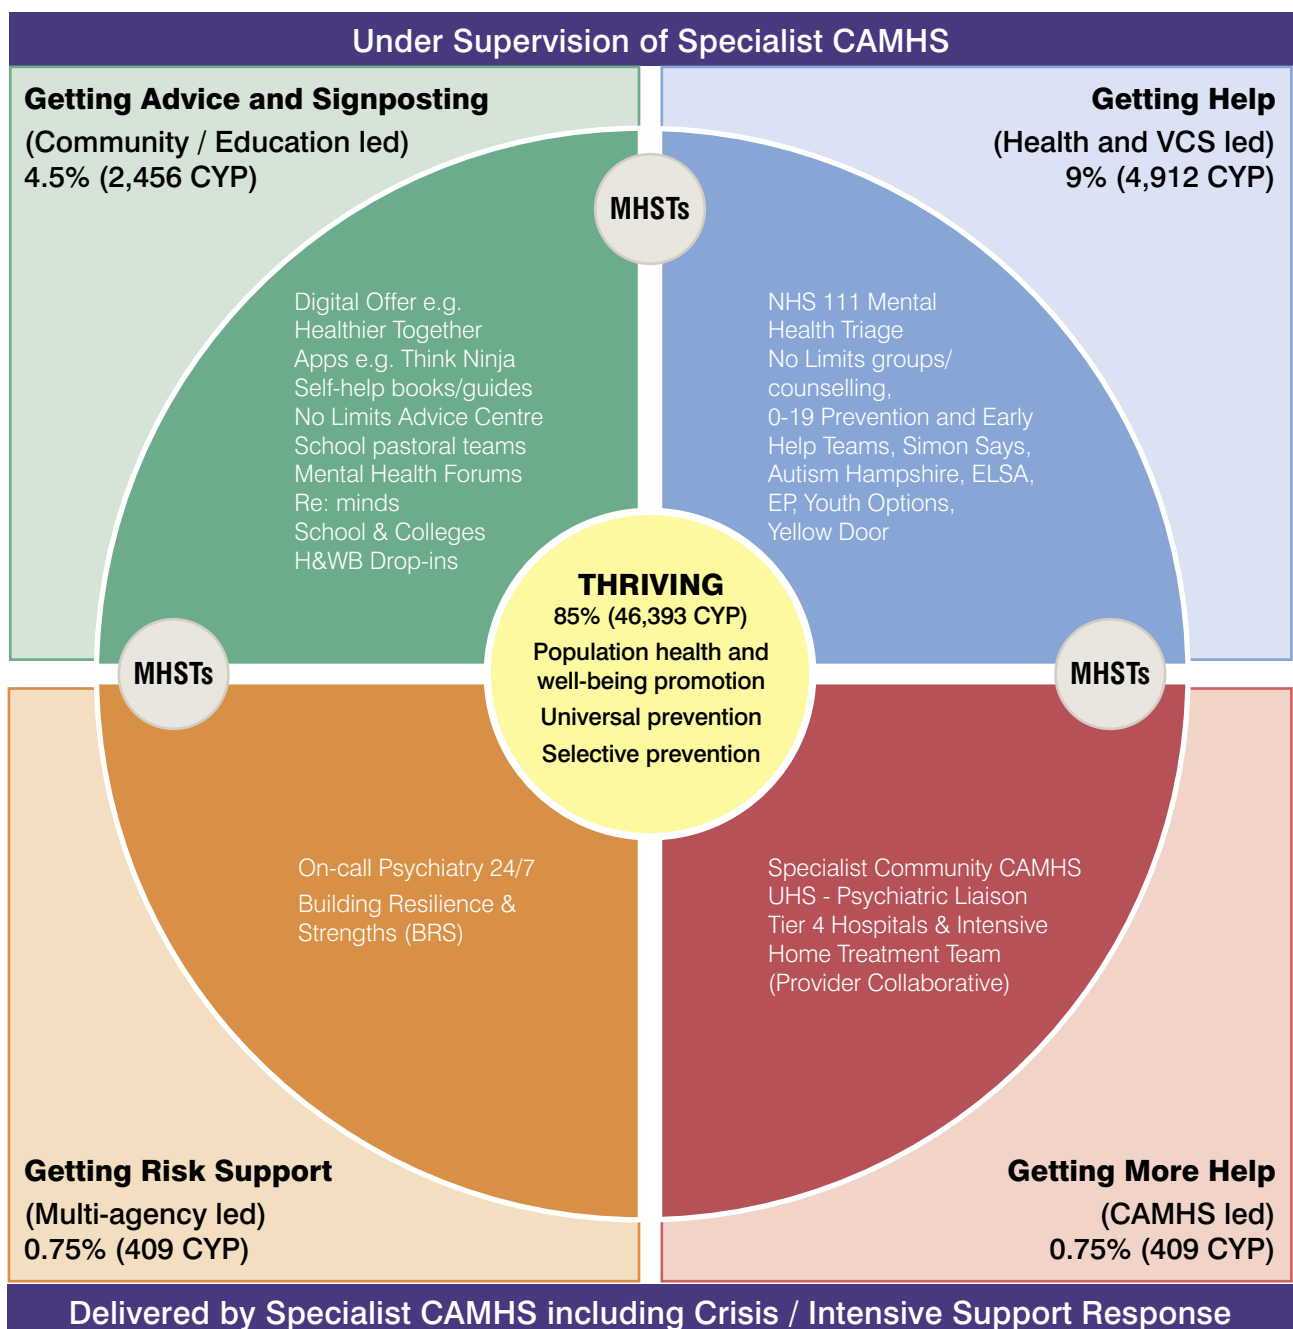 Under Supervision of Specialist CAMHS
Getting Advice and Signposting
(Community / Education led)
4.5% (2,456 CYP)
Getting Help
(Health and VCS led)
9% (4,912 CYP)
MHSTs
Digital Offer e.g.
Healthier Together
Apps e.g. Think Ninja
Self-help books/guides
No Limits Advice Centre
School pastoral teams
Mental Health Forums
Re: minds
School & Colleges
H&WB Drop-ins
NHS 111 Mental
Health Triage
No Limits groups/
counselling,
0-19 Prevention and Early
Help Teams, Simon Says,
Autism Hampshire, ELSA,
EP, Youth Options,
Yellow Door
THRIVING
85% (46,393 CYP)
Population health and
well-being promotion
Universal prevention
Selective prevention
MHSTs
MHSTs
On-call Psychiatry 24/7
Building Resilience &
Strengths (BRS)
Specialist Community CAMHS
UHS - Psychiatric Liaison
Tier 4 Hospitals & Intensive
Home Treatment Team
(Provider Collaborative)
Getting Risk Support
(Multi-agency led)
0.75% (409 CYP)
Getting More Help
(CAMHS led)
0.75% (409 CYP)
Delivered by Specialist CAMHS including Crisis / Intensive Support Response